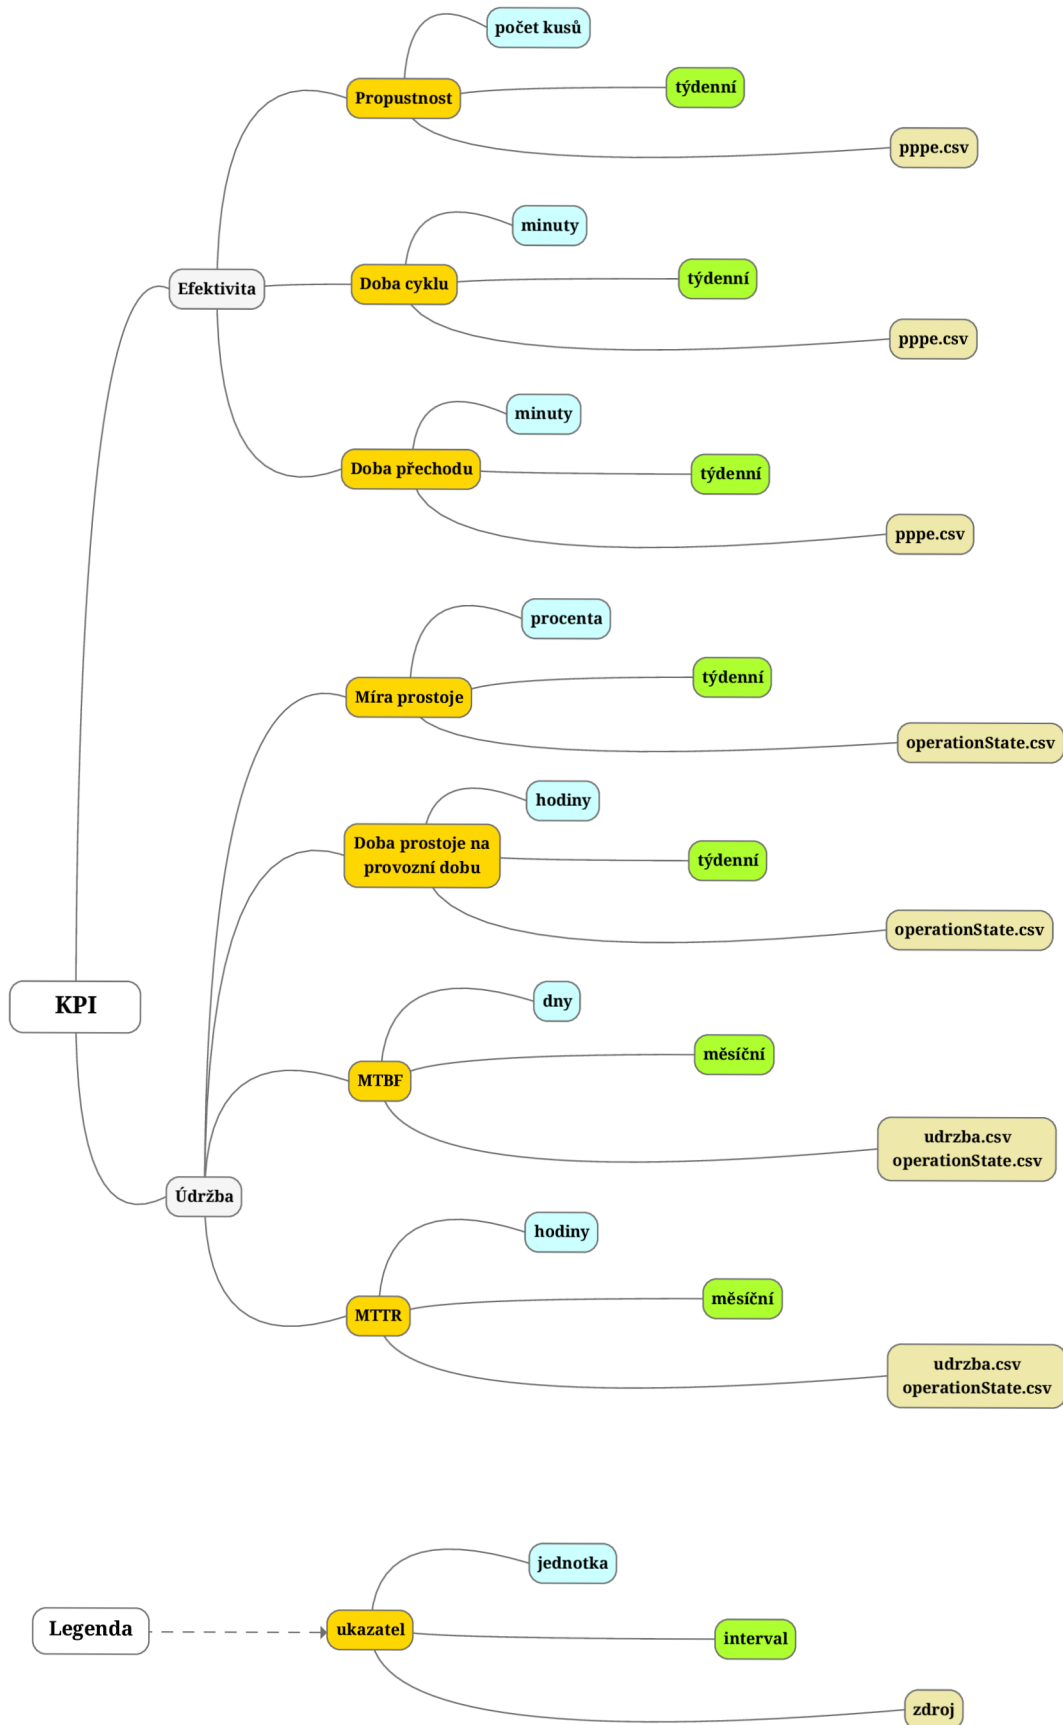 počet kusů
Propustnost
týdenní
pppe.csv
minuty
Efektivita
Doba cyklu
týdenní
pppe.csv
minuty
Doba přechodu
týdenní
pppe.csv
procenta
Míra prostoje
týdenní
operationState.csv
hodiny
Doba prostoje na
provozní dobu
týdenní
operationState.csv
KPI
dny
MTBF
měsíční
udrzba.csv
operationState.csv
Údržba
hodiny
MTTR
měsíční
udrzba.csv
operationState.csv
jednotka
Legenda
ukazatel
interval
zdroj